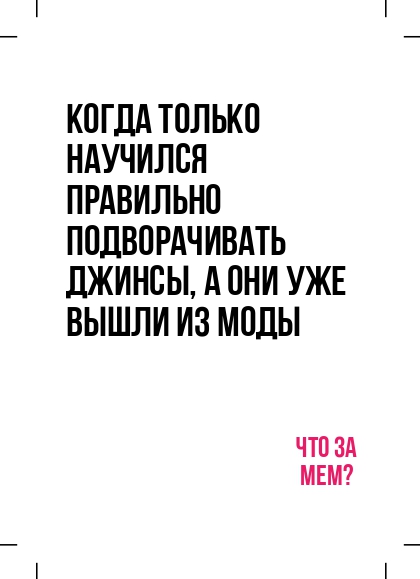 КОГДА ТОЛЬКО
НАУЧИЛСЯ
ПРАВИЛЬНО
ПОДВОРАЧИВАТЬ
ДЖИНСЫ, А ОНИ УЖЕ
ВЫШЛИ ИЗ МОДЫ
ЧТО ЗА
МЕМ?